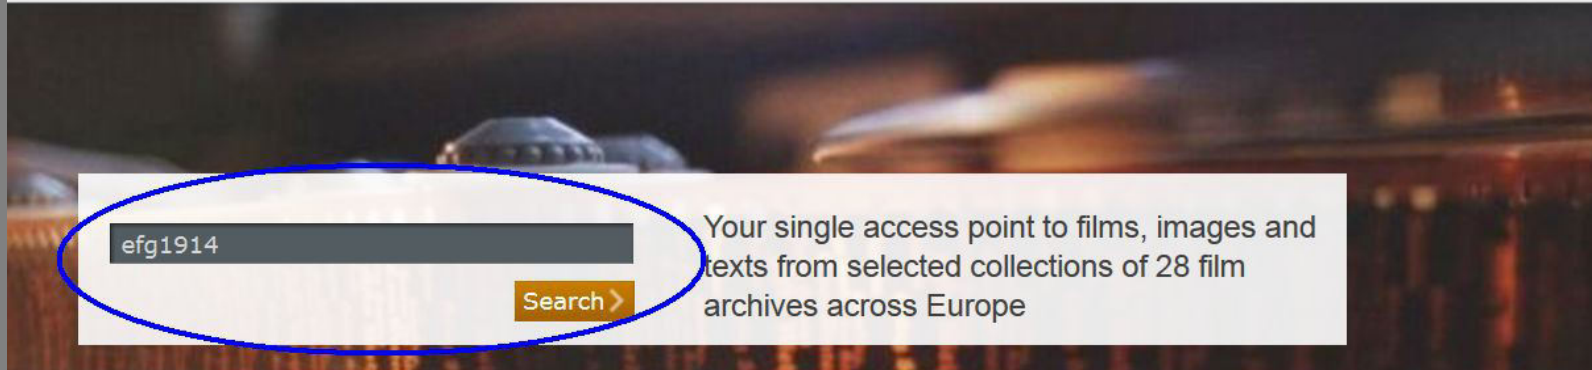 efg1914
Search
Your single access point to films, images and
texts from selected collections of 28 film
archives across Europe